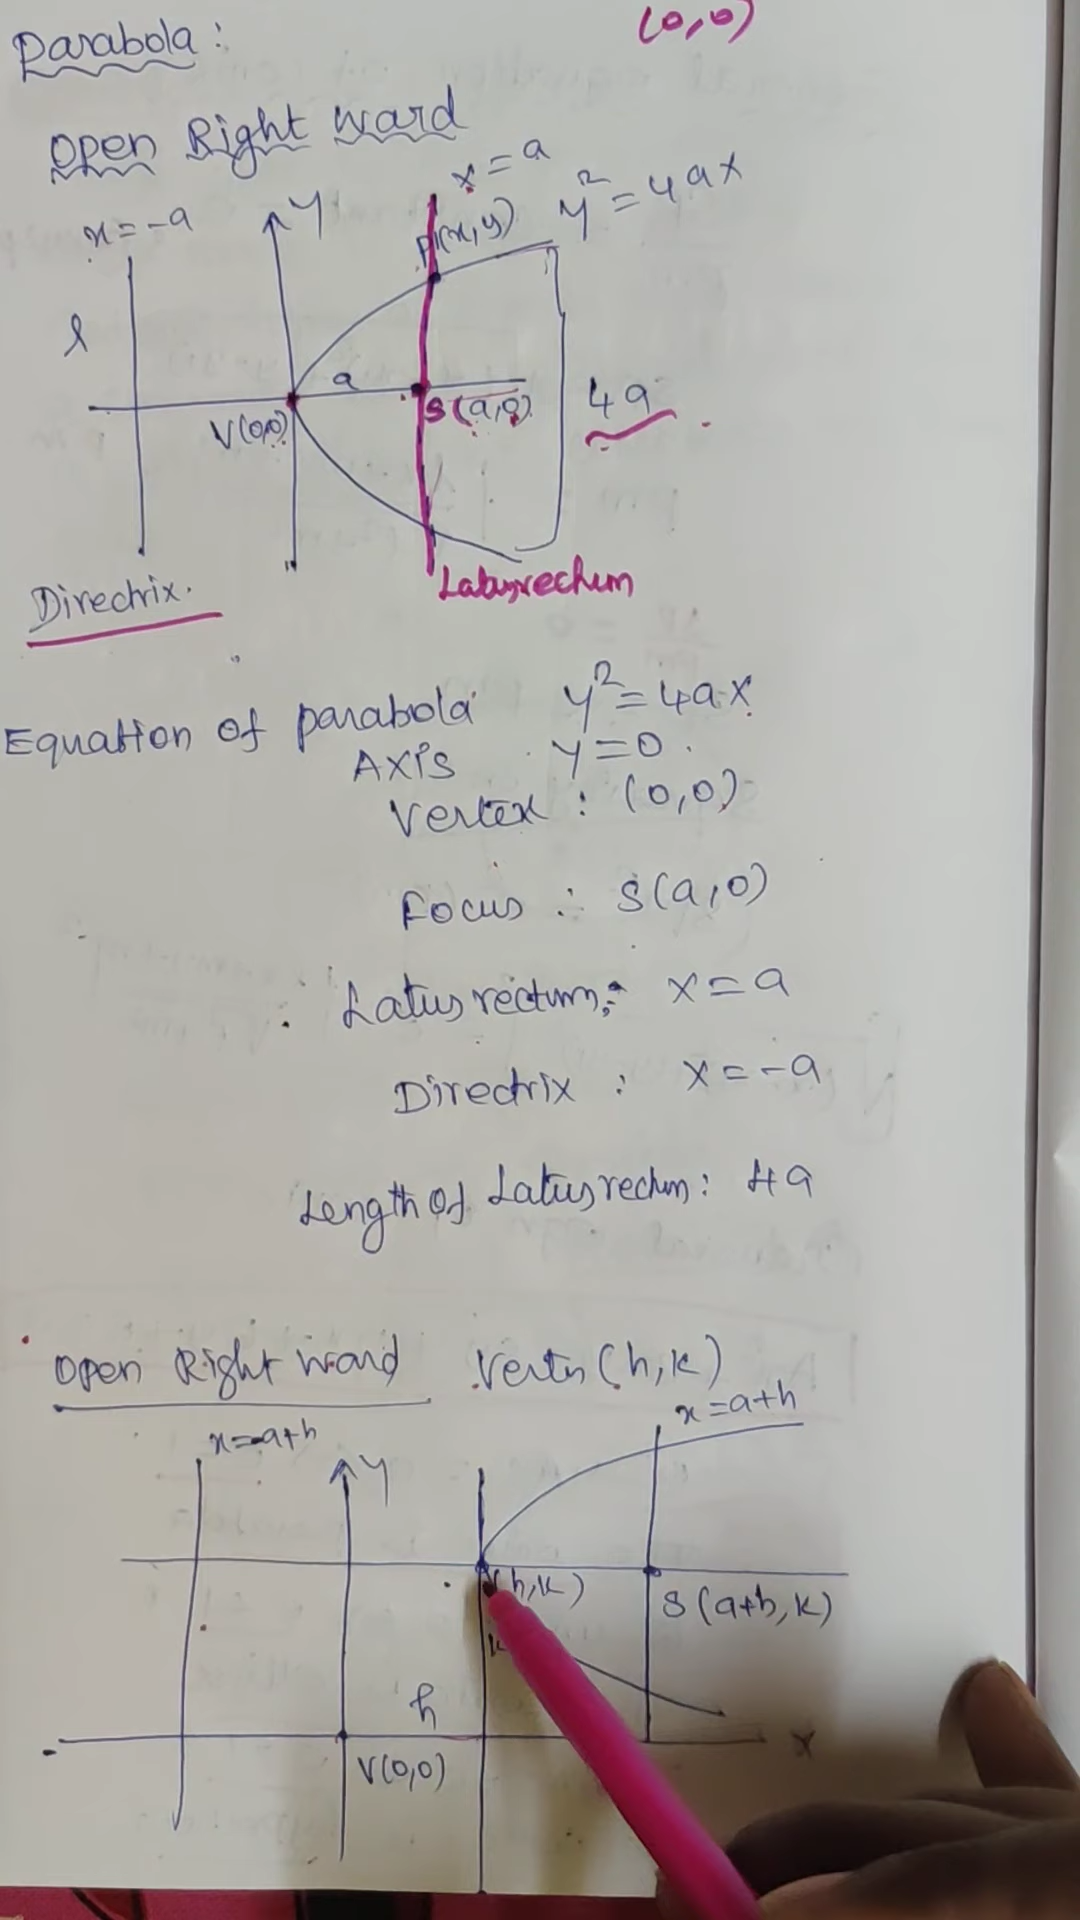 (0,0)
Parabola:
Open Right ward
x=a
x=-a
y
P(x,y)
y²=4ax
l
a
V(0,0)
S(a,0)
4a
Latusrectum
Directrix.
Equation of parabola y²=4ax
AXIS y=0.
Vertex : (0,0)
Focus : S(a,0)
Latus rectum: x=a
Directrix : x=-a
Length of Latus rectum: 4a
Open Right ward Vertex (h,k)
x=a+h
x=-a+h
y
(h,k)
S(a+h,k)
k
h
V(0,0)
x